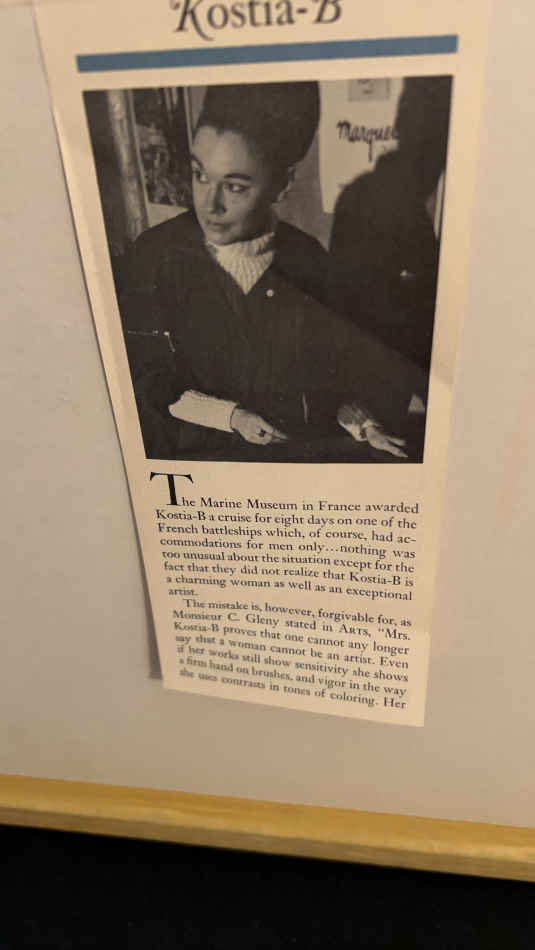 Kostia-B
Marguer
The Marine Museum in France awarded
Kostia-B a cruise for eight days on one of the
French battleships which, of course, had ac-
commodations for men only...nothing was
too unusual about the situation except for the
fact that they did not realize that Kostia-B is
a charming woman as well as an exceptional
artist.
The mistake is, however, forgivable for, as
Monsieur C. Gleny stated in ARTS, “Mrs.
Kostia-B proves that one cannot any longer
say that a woman cannot be an artist. Even
if her works still show sensitivity she shows
a firm hand on brushes, and vigor in the way
she uses contrasts in tones of coloring. Her